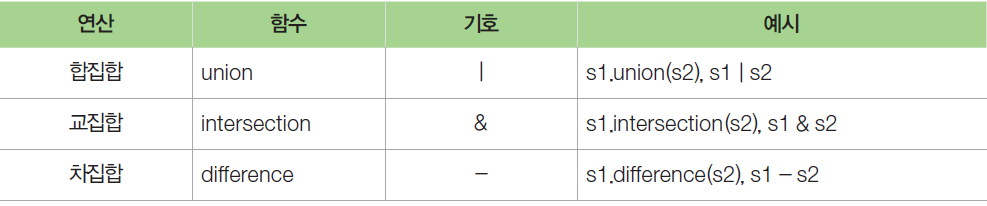 연산 함수 기호 예시
합집합 union | s1.union(s2), s1 | s2
교집합 intersection & s1.intersection(s2), s1 & s2
차집합 difference – s1.difference(s2), s1 – s2